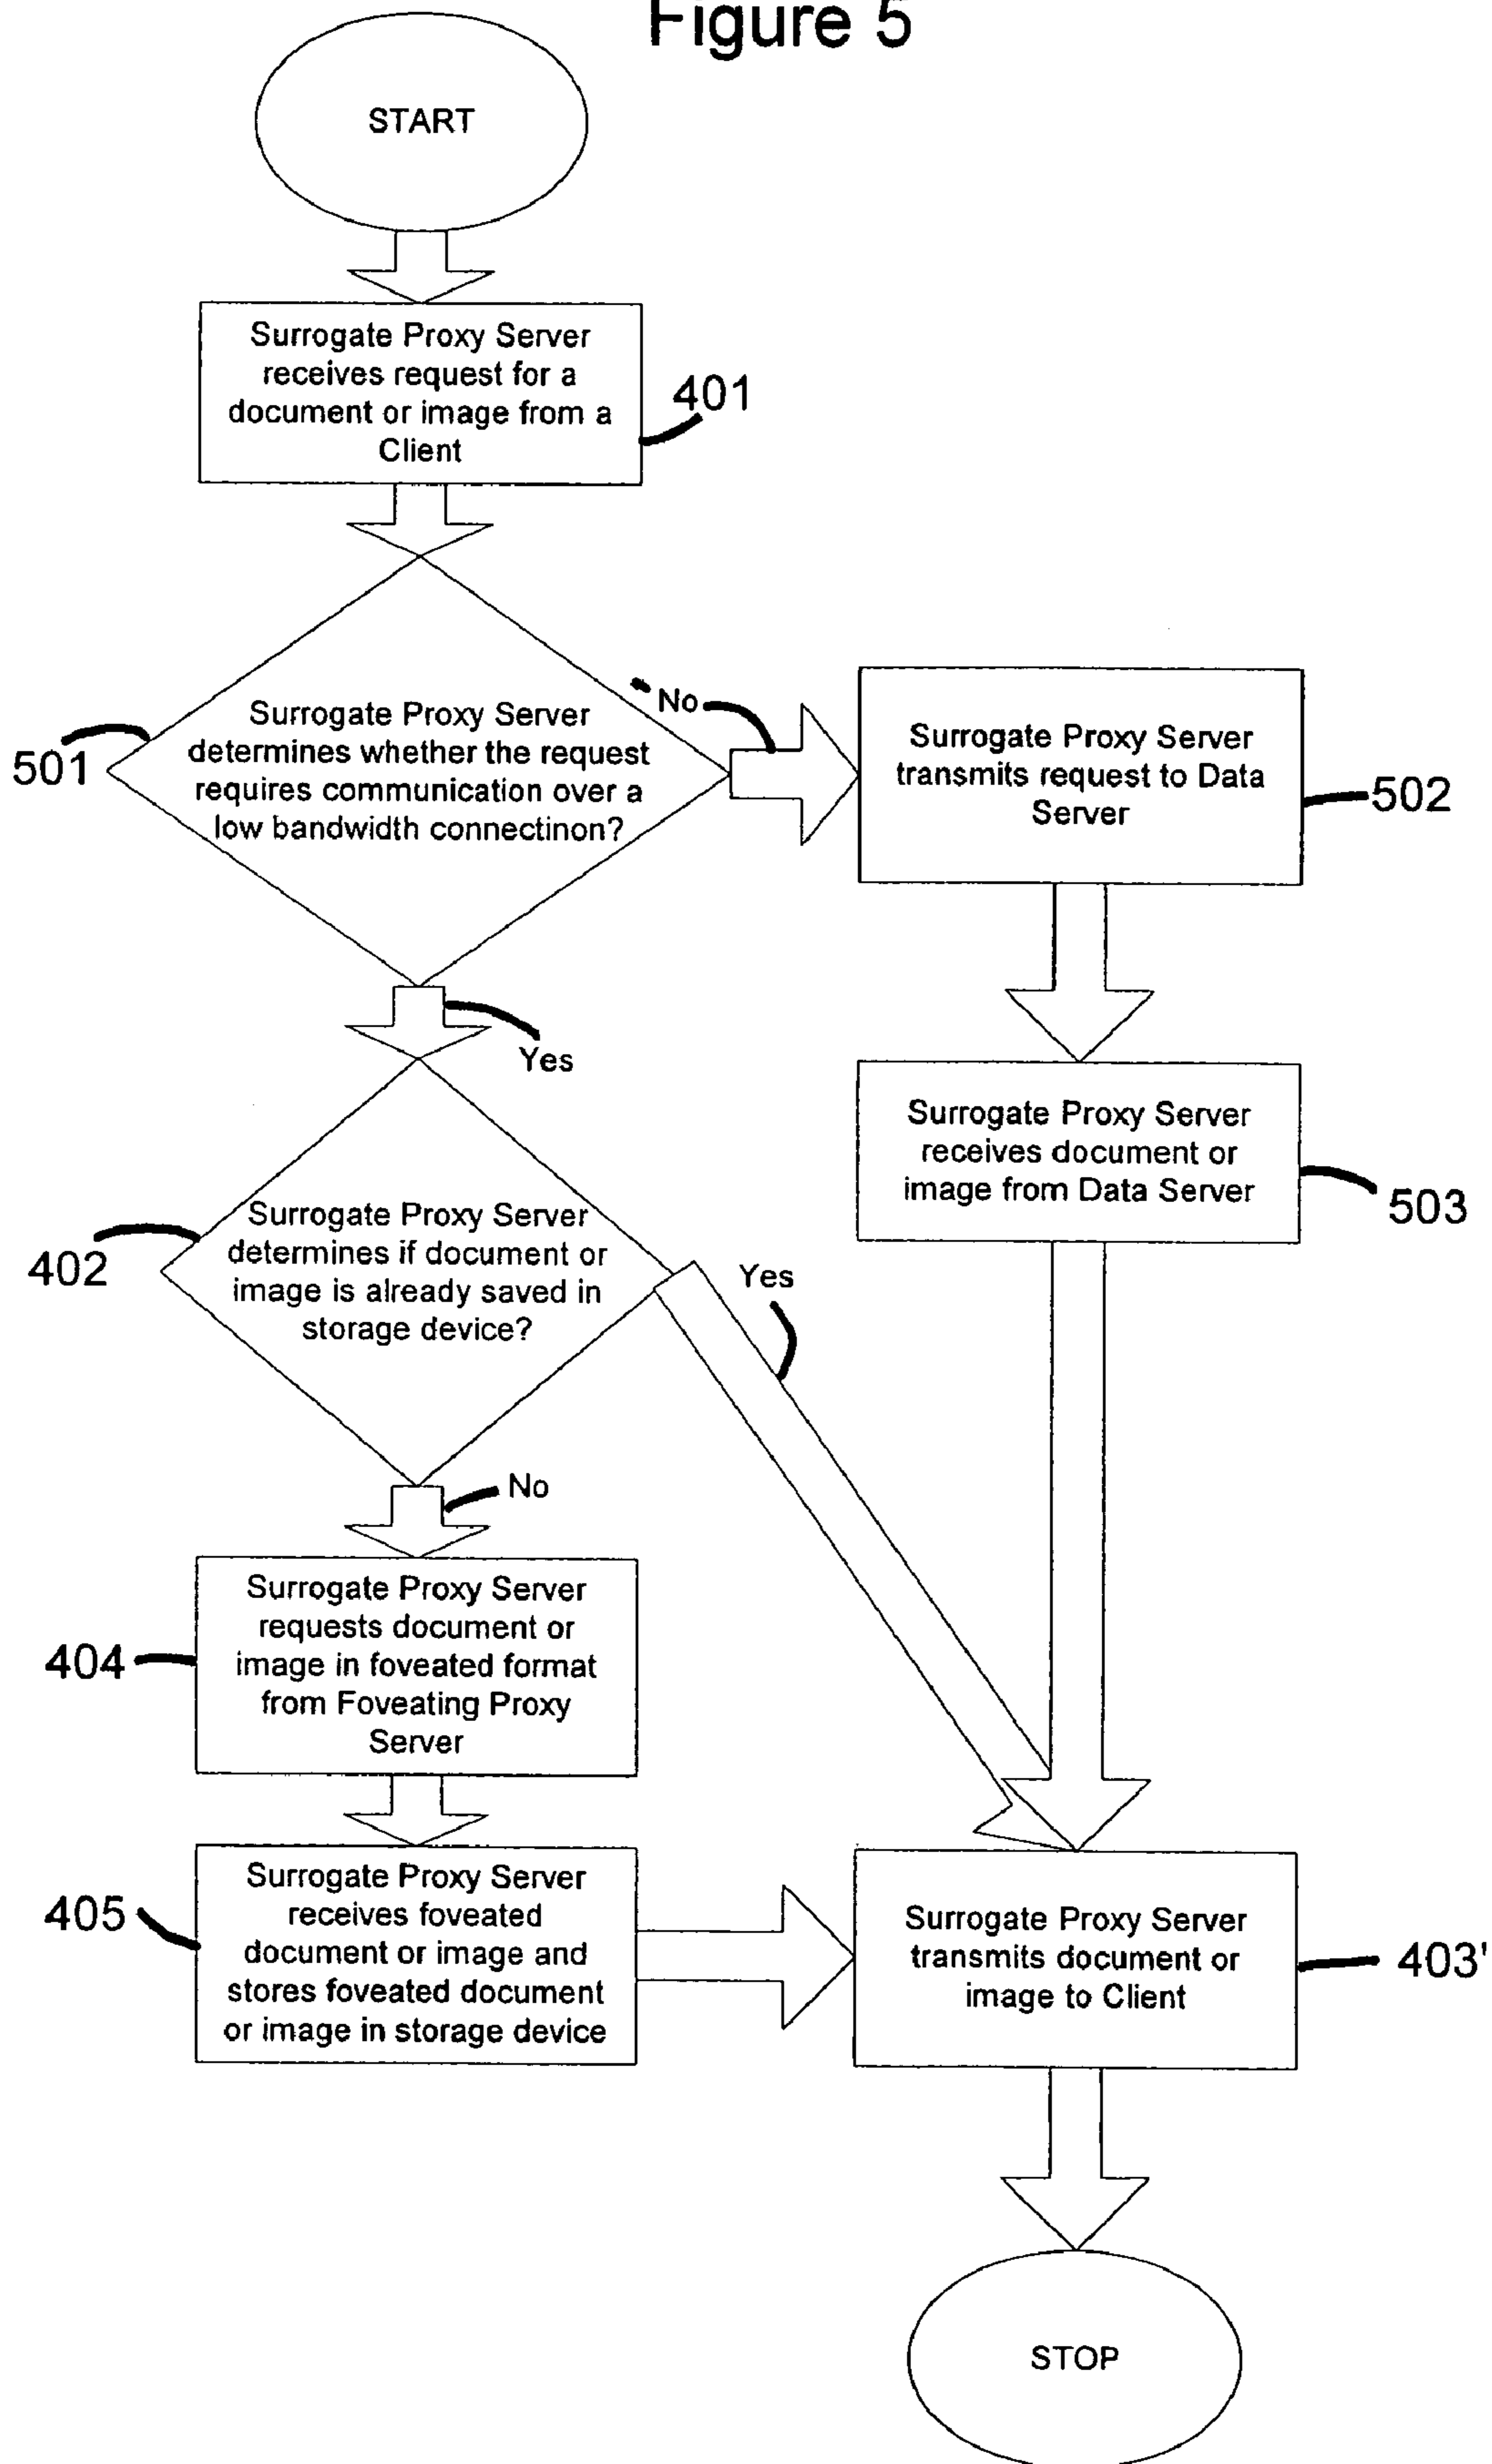 Figure 5
START
Surrogate Proxy Server
receives request for a
document or image from a
Client
401
Surrogate Proxy Server
determines whether the request
requires communication over a
low bandwidth connectinon?
501
No
Surrogate Proxy Server
transmits request to Data
Server
502
Yes
Surrogate Proxy Server
receives document or
image from Data Server
503
Surrogate Proxy Server
determines if document or
image is already saved in
storage device?
402
Yes
No
Surrogate Proxy Server
requests document or
image in foveated format
from Foveating Proxy
Server
404
Surrogate Proxy Server
receives foveated
document or image and
stores foveated document
or image in storage device
405
Surrogate Proxy Server
transmits document or
image to Client
403'
STOP